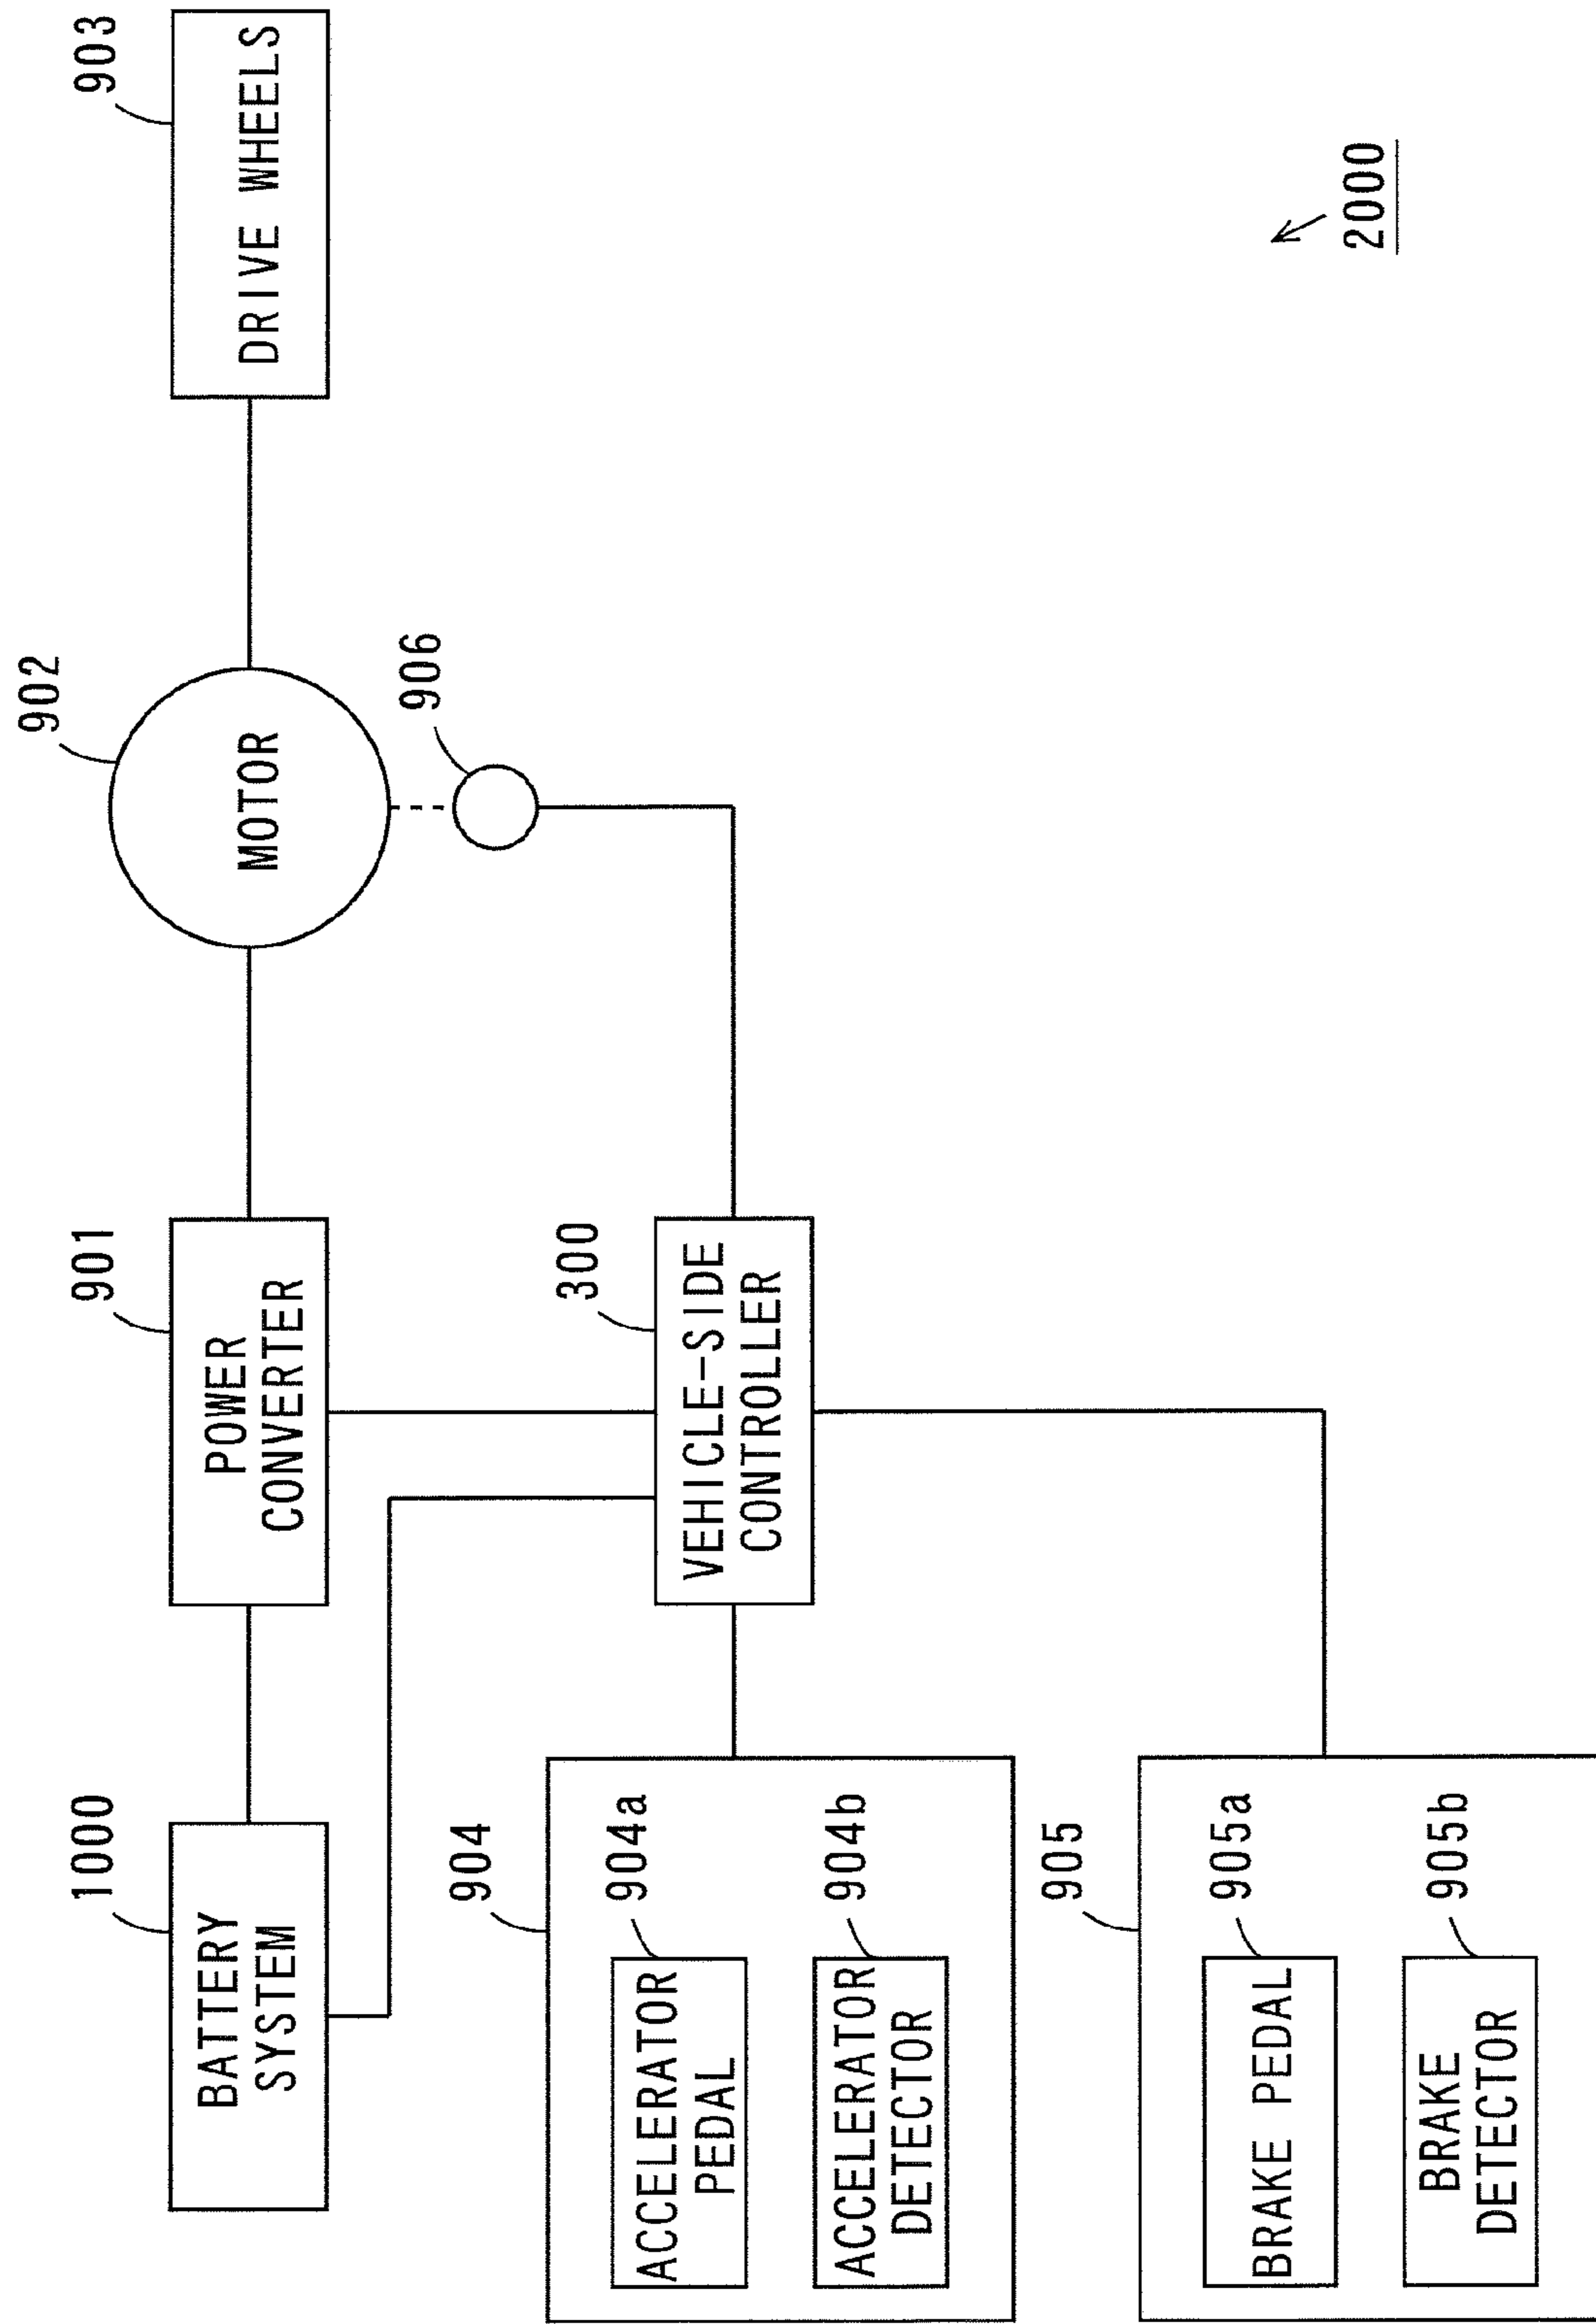 1000
BATTERY
SYSTEM
901
POWER
CONVERTER
902
MOTOR
903
DRIVE WHEELS
906
300
VEHICLE-SIDE
CONTROLLER
904
904a
ACCELERATOR
PEDAL
904b
ACCELERATOR
DETECTOR
905
905a
BRAKE PEDAL
905b
BRAKE
DETECTOR
2000